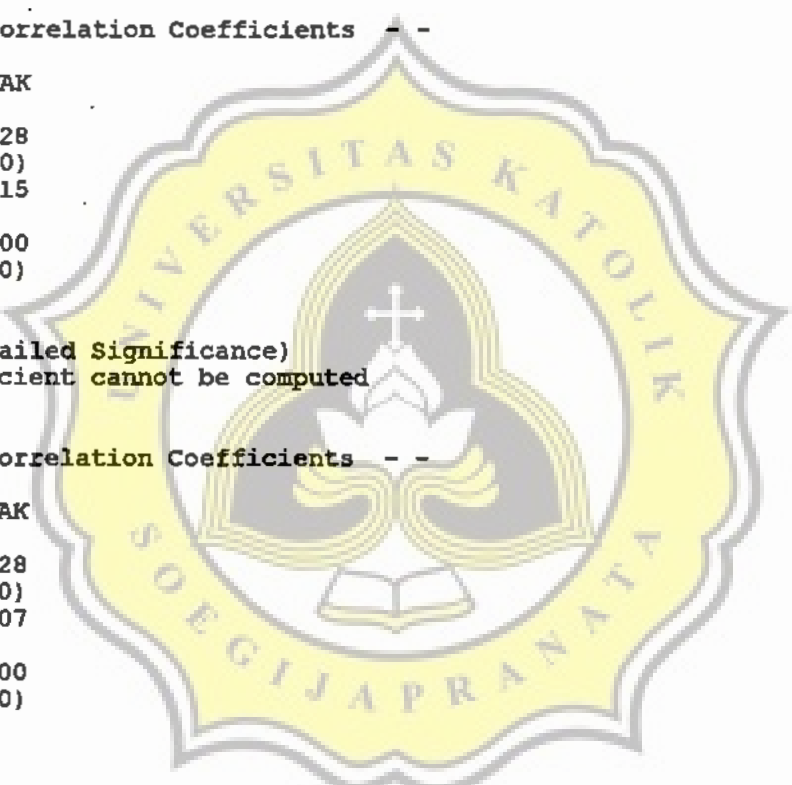 orrelation Coefficients - -
AK
28
0)
15
00
0)
ailed Significance)
cient cannot be computed
orrelation Coefficients - -
AK
28
0)
07
00
0)
UNIVERSITAS KATOLIK
SOEGIJAPRANATA